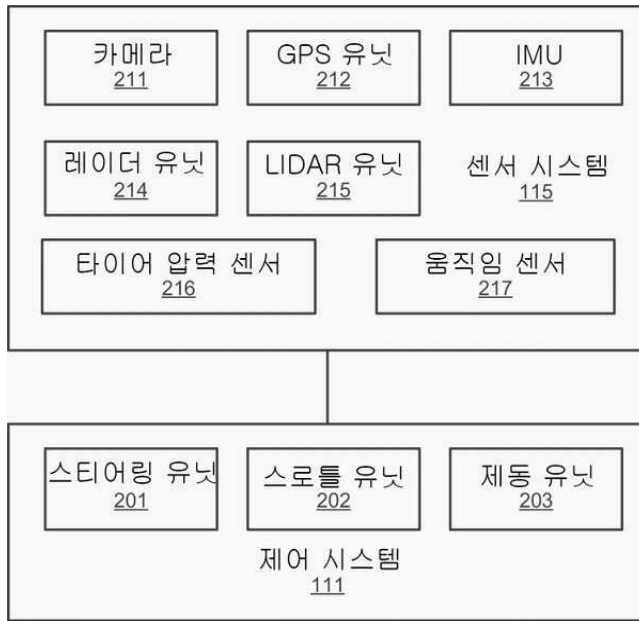 카메라
211
GPS 유닛
212
IMU
213
레이더 유닛
214
LIDAR 유닛
215
센서 시스템
115
타이어 압력 센서
216
움직임 센서
217
스티어링 유닛
201
스로틀 유닛
202
제동 유닛
203
제어 시스템
111